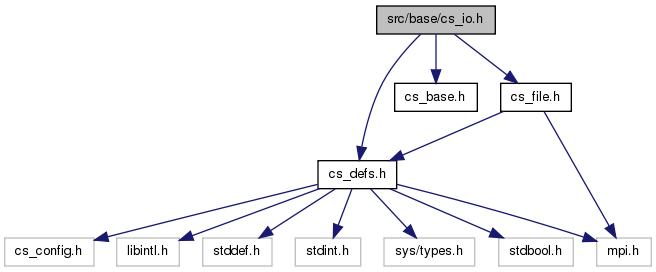 src/base/cs_io.h
cs_base.h
cs_file.h
cs_defs.h
cs_config.h
libintl.h
stddef.h
stdint.h
sys/types.h
stdbool.h
mpi.h